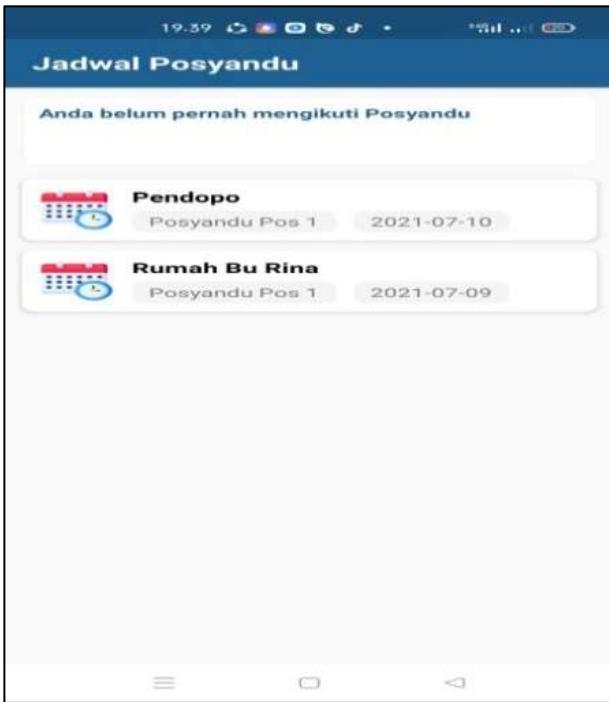 19.39
Jadwal Posyandu
Anda belum pernah mengikuti Posyandu
Pendopo
Posyandu Pos 1 2021-07-10
Rumah Bu Rina
Posyandu Pos 1 2021-07-09